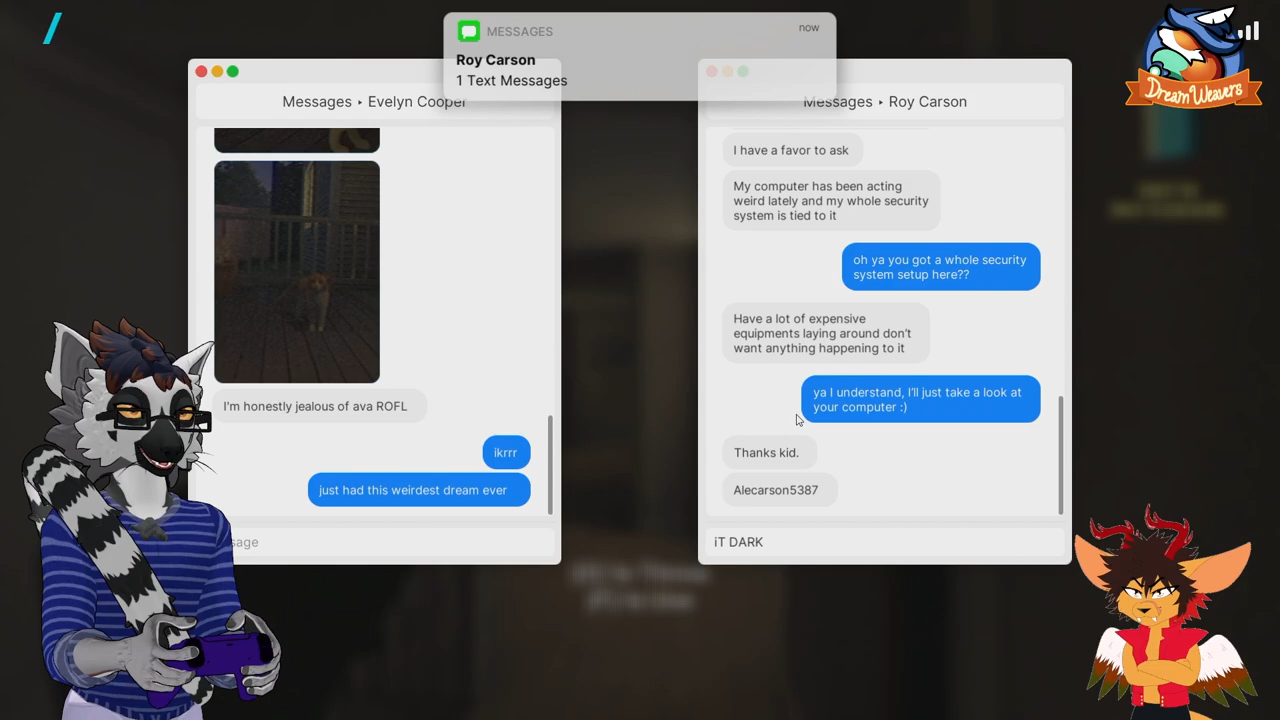 MESSAGES
now
Roy Carson
1 Text Messages
Messages ▸ Evelyn Cooper
I'm honestly jealous of ava ROFL
ikrrr
just had this weirdest dream ever
sage
Messages ▸ Roy Carson
I have a favor to ask
My computer has been acting
weird lately and my whole security
system is tied to it
oh ya you got a whole security
system setup here??
Have a lot of expensive
equipments laying around don't
want anything happening to it
ya I understand, I'll just take a look at
your computer :)
Thanks kid.
Alecarson5387
iT DARK
DreamWeavers